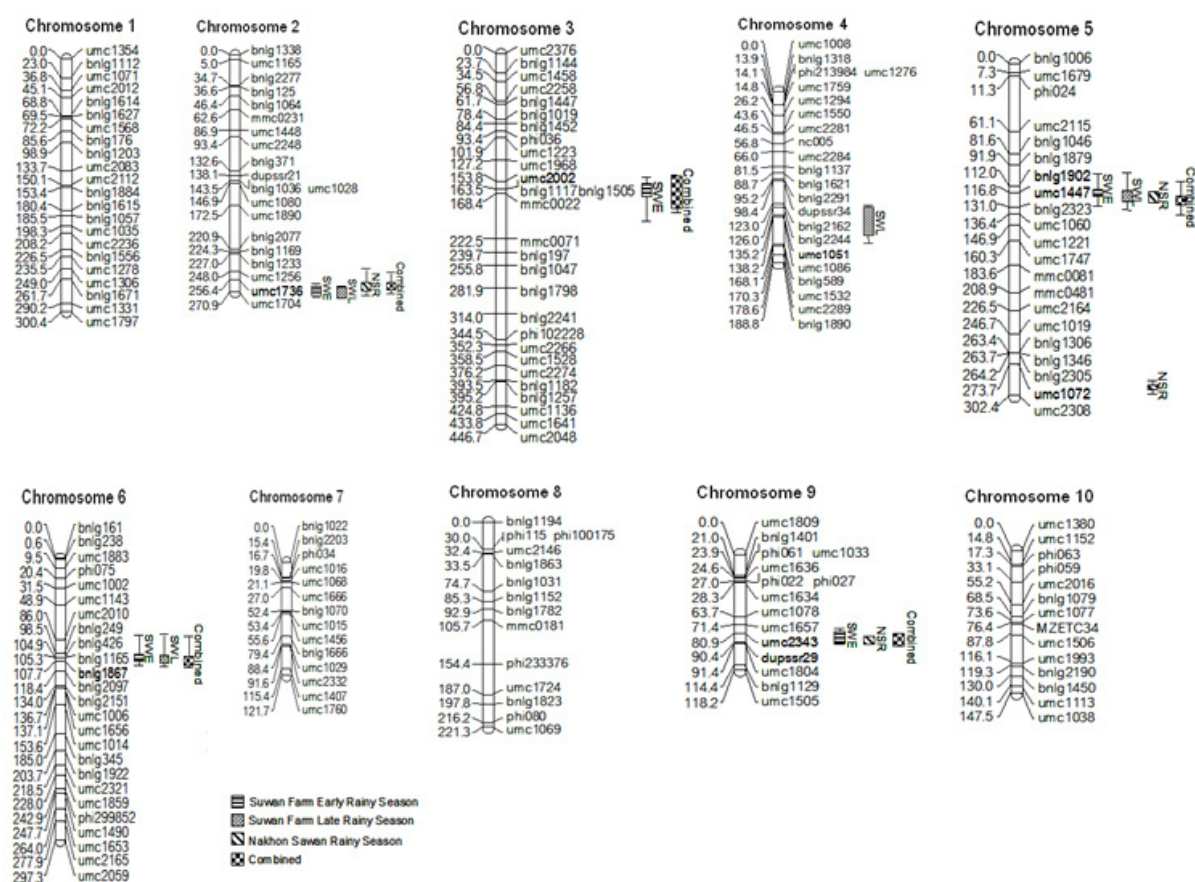 Chromosome 1
0.0 umc1354
23.0 bnlg1112
36.8 umc1071
45.1 umc2012
68.8 bnlg1614
69.5 bnlg1627
72.2 umc1568
85.6 bnlg176
98.9 bnlg1203
133.7 umc2083
150.1 umc2112
153.4 bnlg1884
180.4 bnlg1615
185.5 bnlg1057
198.3 umc1035
208.2 umc2236
226.5 bnlg1556
235.5 umc1278
249.0 umc1306
261.7 bnlg1671
290.2 umc1331
300.4 umc1797
Chromosome 2
0.0 bnlg1338
5.0 umc1165
34.7 bnlg2277
36.6 bnlg125
46.4 bnlg1064
62.6 mmc0231
86.9 umc1448
93.4 umc2248
132.6 bnlg371
138.1 dupssr21
143.5 bnlg1036 umc1028
146.9 umc1080
172.5 umc1890
220.9 bnlg2077
224.3 bnlg1169
227.0 bnlg1233
248.0 umc1256
256.4 umc1736
270.9 umc1704
SWE
SWL
NSR
Combined
Chromosome 3
0.0 umc2376
23.7 bnlg1144
34.5 umc1458
56.8 umc2258
61.7 bnlg1447
78.4 bnlg1019
84.4 bnlg1452
93.4 phi036
101.9 umc1223
127.2 umc1968
153.8 umc2002
163.5 bnlg1117 bnlg1505
168.4 mmc0022
222.5 mmc0071
239.7 bnlg197
255.8 bnlg1047
281.9 bnlg1798
314.0 bnlg2241
344.5 phi102228
352.3 umc2266
358.5 umc1528
376.2 umc2274
393.5 bnlg1182
395.2 bnlg1257
424.8 umc1136
433.8 umc1641
446.7 umc2048
SWE
Combined
Chromosome 4
0.0 umc1008
13.9 bnlg1318
14.1 phi213984 umc1276
14.8 umc1759
26.2 umc1294
43.6 umc1550
46.5 umc2281
56.8 nc005
66.0 umc2284
81.5 bnlg1137
88.7 bnlg1621
95.2 bnlg2291
98.4 dupssr34
123.0 bnlg2162
126.0 bnlg2244
135.2 umc1051
138.2 umc1086
168.1 bnlg589
170.3 umc1532
178.6 umc2289
188.8 bnlg1890
SWL
Chromosome 5
0.0 bnlg1006
7.3 umc1679
11.3 phi024
61.1 umc2115
81.6 bnlg1046
91.9 bnlg1879
112.0 bnlg1902
116.8 umc1447
131.0 bnlg2323
136.4 umc1060
146.9 umc1221
160.3 umc1747
183.6 mmc0081
208.9 mmc0481
226.5 umc2164
246.7 umc1019
263.4 bnlg1306
263.7 bnlg1346
264.2 bnlg2305
273.7 umc1072
302.4 umc2308
SWE
SWL
NSR
Combined
NSR
Chromosome 6
0.0 bnlg161
0.6 bnlg238
9.5 umc1883
20.4 phi075
31.5 umc1002
48.9 umc1143
86.0 umc2010
98.5 bnlg249
104.9 bnlg426
105.3 bnlg1165
107.7 bnlg1867
118.4 bnlg2097
134.0 bnlg2151
136.7 umc1006
137.1 umc1656
153.6 umc1014
185.0 bnlg345
203.7 bnlg1922
218.5 umc2321
228.0 umc1859
242.9 phi299852
247.7 umc1490
264.0 umc1653
277.9 umc2165
297.3 umc2059
SWE
SWL
Combined
Chromosome 7
0.0 bnlg1022
15.4 bnlg2203
16.7 phi034
19.8 umc1016
21.1 umc1068
27.0 umc1666
52.4 bnlg1070
53.4 umc1015
55.6 umc1456
79.4 bnlg1666
88.4 umc1029
91.6 umc2332
115.4 umc1407
121.7 umc1760
Chromosome 8
0.0 bnlg1194
30.0 phi115 phi100175
32.4 umc2146
33.5 bnlg1863
74.7 bnlg1031
85.3 bnlg1152
92.9 bnlg1782
105.7 mmc0181
154.4 phi233376
187.0 umc1724
197.8 bnlg1823
216.2 phi080
221.3 umc1069
Chromosome 9
0.0 umc1809
21.0 bnlg1401
23.9 phi061 umc1033
24.6 umc1636
27.0 phi022 phi027
28.3 umc1634
63.7 umc1078
71.4 umc1657
80.9 umc2343
90.4 dupssr29
91.4 umc1804
114.4 bnlg1129
118.2 umc1505
SWE
NSR
Combined
Chromosome 10
0.0 umc1380
14.8 umc1152
17.3 phi063
33.1 phi059
55.2 umc2016
68.5 bnlg1079
73.6 umc1077
76.4 MZETC34
87.8 umc1506
116.1 umc1993
119.3 bnlg2190
130.0 bnlg1450
140.1 umc1113
147.5 umc1038
Suwan Farm Early Rainy Season
Suwan Farm Late Rainy Season
Nakhon Sawan Rainy Season
Combined